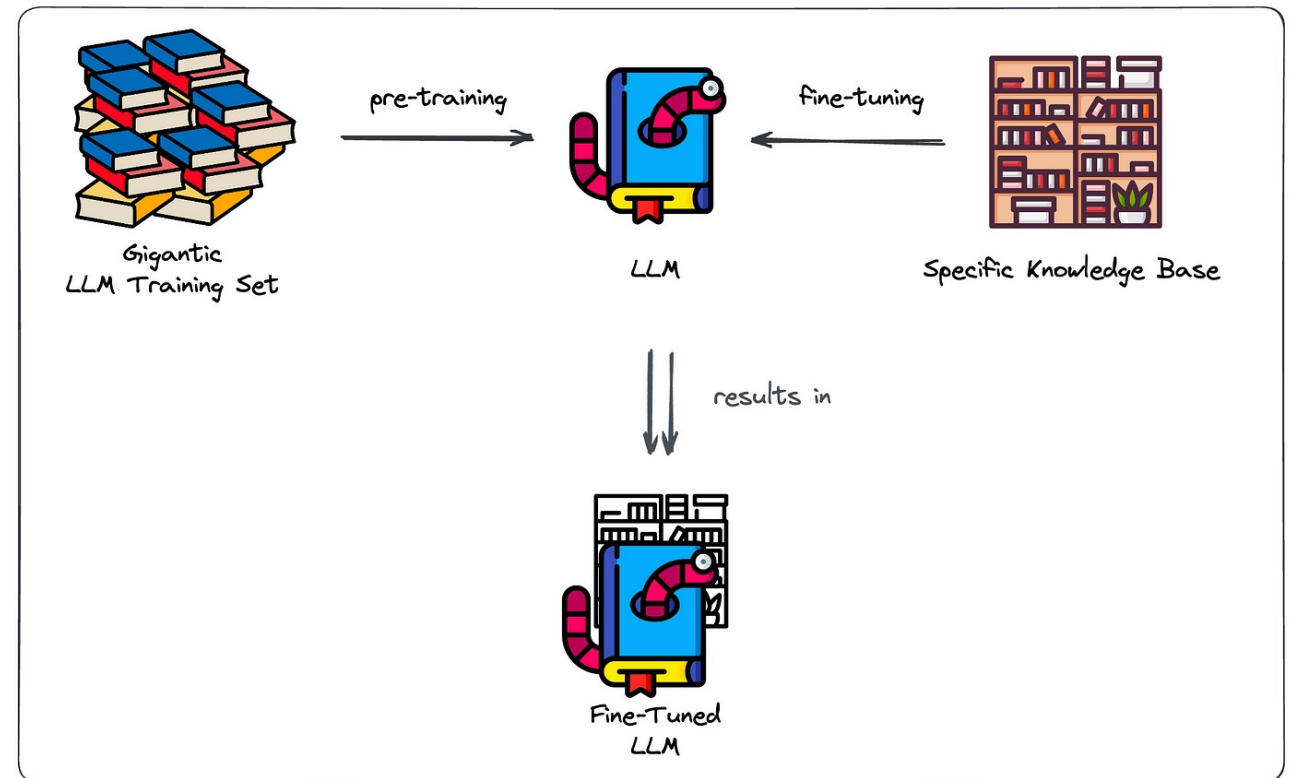 pre-training
fine-tuning
Gigantic
LLM Training Set
LLM
Specific Knowledge Base
results in
Fine-Tuned
LLM